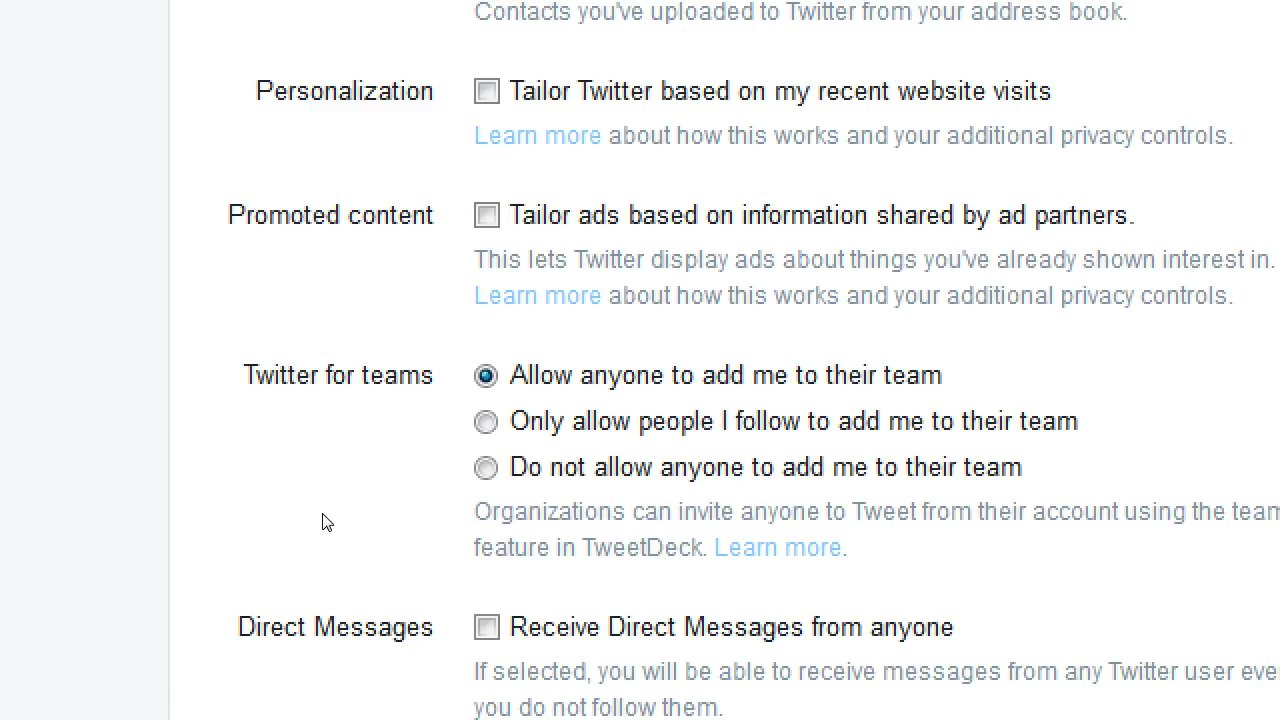 Contacts you've uploaded to Twitter from your address book.
Personalization
Tailor Twitter based on my recent website visits
Learn more about how this works and your additional privacy controls.
Promoted content
Tailor ads based on information shared by ad partners.
This lets Twitter display ads about things you've already shown interest in.
Learn more about how this works and your additional privacy controls.
Twitter for teams
Allow anyone to add me to their team
Only allow people I follow to add me to their team
Do not allow anyone to add me to their team
Organizations can invite anyone to Tweet from their account using the team
feature in TweetDeck. Learn more.
Direct Messages
Receive Direct Messages from anyone
If selected, you will be able to receive messages from any Twitter user eve
you do not follow them.